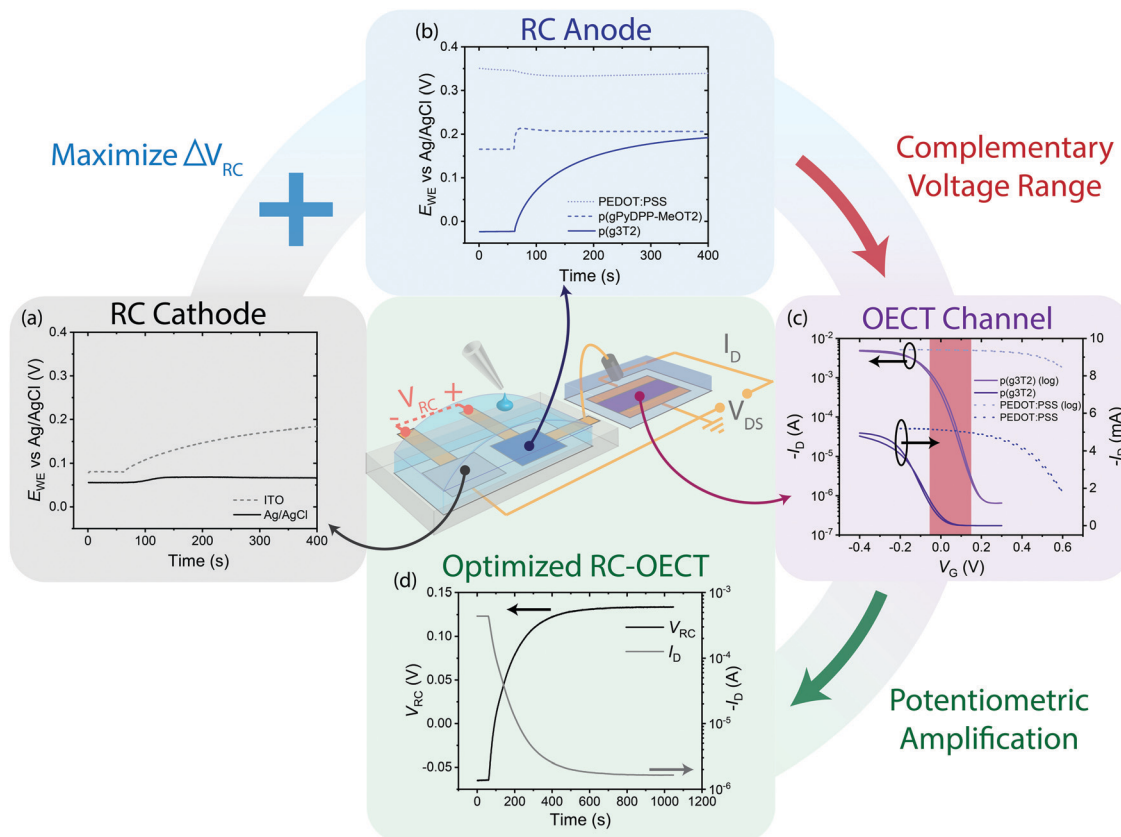 RC Anode
(b)
0.4
0.3
0.2
0.1
0.0
E_WE vs Ag/AgCl (V)
PEDOT:PSS
p(gPyDPP-MeOT2)
p(g3T2)
0 100 200 300 400
Time (s)
Maximize ΔV_RC
+
Complementary
Voltage Range
(a)
RC Cathode
0.4
0.3
0.2
0.1
0.0
E_WE vs Ag/AgCl (V)
ITO
Ag/AgCl
0 100 200 300 400
Time (s)
V_RC
+
I_D
V_DS
(c)
OECT Channel
10⁻²
10⁻³
10⁻⁴
10⁻⁵
10⁻⁶
10⁻⁷
-I_D (A)
p(g3T2) (log)
p(g3T2)
PEDOT:PSS (log)
PEDOT:PSS
10
8
6
4
2
0
-I_D (mA)
-0.4 -0.2 0.0 0.2 0.4 0.6
V_G (V)
Optimized RC-OECT
(d)
0.15
0.10
0.05
0.00
-0.05
V_RC (V)
V_RC
I_D
10⁻³
10⁻⁴
10⁻⁵
10⁻⁶
-I_D (A)
0 200 400 600 800 1000 1200
Time (s)
Potentiometric
Amplification